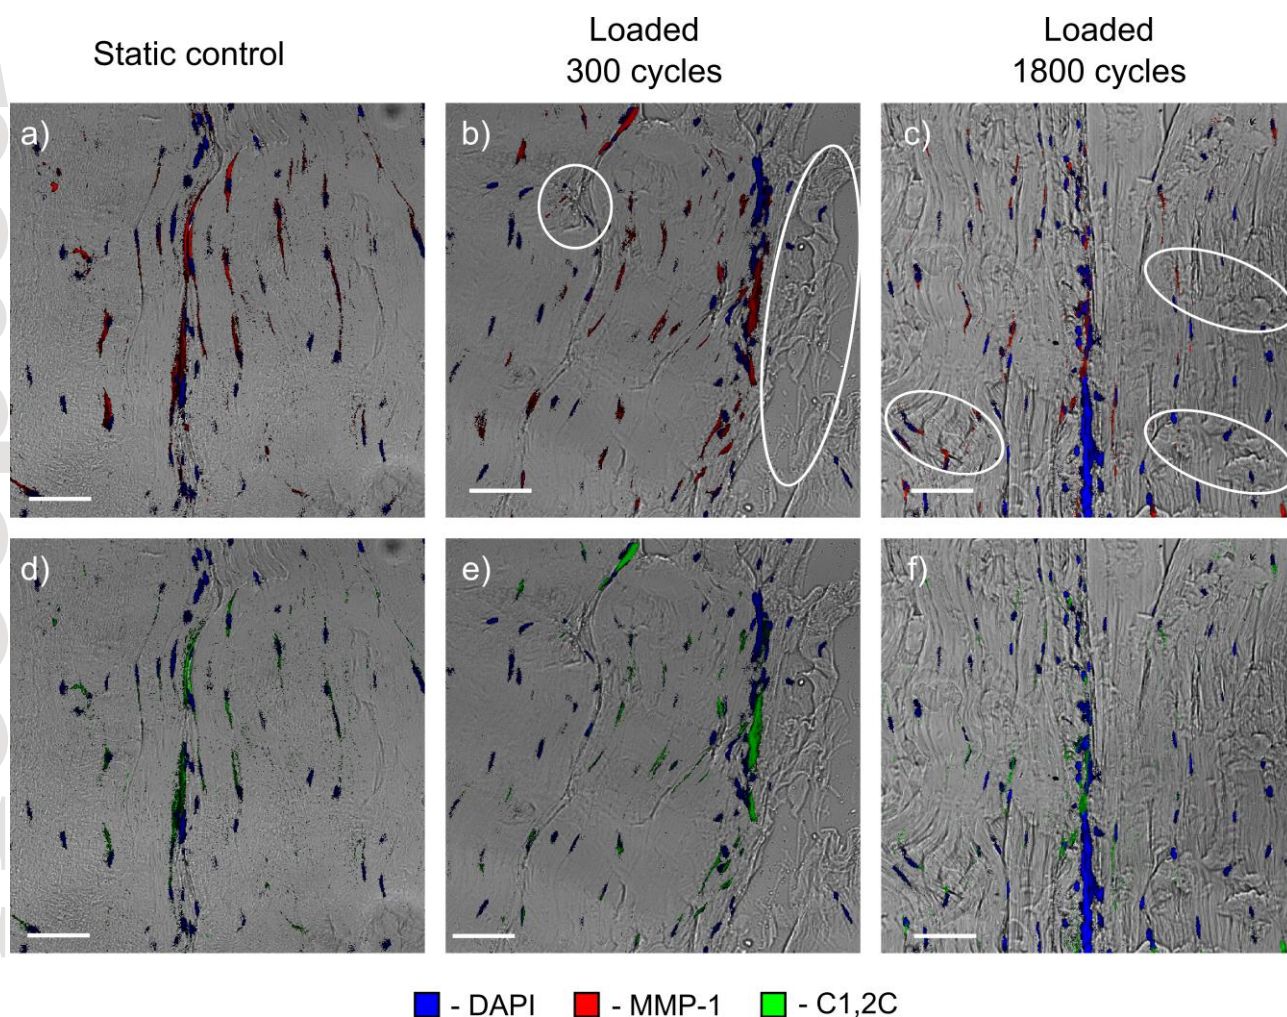 Static control
Loaded
300 cycles
Loaded
1800 cycles
a)
b)
c)
d)
e)
f)
- DAPI
- MMP-1
- C1,2C